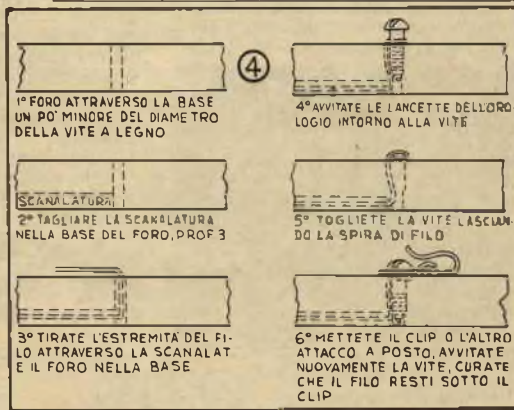 ④
1° FORO ATTRAVERSO LA BASE
UN PO' MINORE DEL DIAMETRO
DELLA VITE A LEGNO
SCANALATURA
2° TAGLIARE LA SCANALATURA
NELLA BASE DEL FORO, PROF 3
3° TIRATE L'ESTREMITÀ DEL FI-
LO ATTRAVERSO LA SCANALAT
E IL FORO NELLA BASE
4° AVVITATE LE LANCETTE DELL'ORO
LOGIO INTORNO ALLA VITE
5° TOGLIETE LA VITE LASCIAN-
DO LA SPIRA DI FILO
6° METTETE IL CLIP O L'ALTRO
ATTACCO A POSTO, AVVITATE
NUOVAMENTE LA VITE, CURATE
CHE IL FILO RESTI SOTTO IL
CLIP